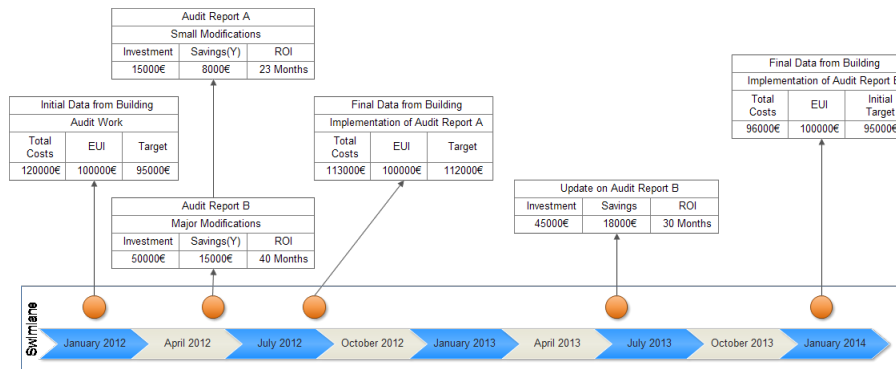 Audit Report A
Small Modifications
Investment Savings(Y) ROI
15000€ 8000€ 23 Months
Initial Data from Building
Audit Work
Total Costs EUI Target
120000€ 100000€ 95000€
Audit Report B
Major Modifications
Investment Savings(Y) ROI
50000€ 15000€ 40 Months
Final Data from Building
Implementation of Audit Report A
Total Costs EUI Target
113000€ 100000€ 112000€
Update on Audit Report B
Investment Savings ROI
45000€ 18000€ 30 Months
Final Data from Building
Implementation of Audit Report B
Total Costs EUI Initial Target
96000€ 100000€ 95000€
Swimlane
January 2012 April 2012 July 2012 October 2012 January 2013 April 2013 July 2013 October 2013 January 2014